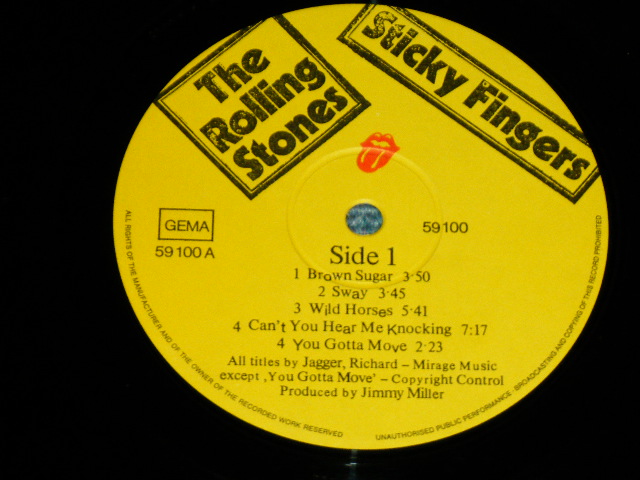 The
Rolling
Stones
Sticky Fingers
GEMA
59 100 A
59 100
Side 1
1 Brown Sugar 3·50
2 Sway 3·45
3 Wild Horses 5·41
4 Can't You Hear Me Knocking 7:17
4 You Gotta Move 2·23
All titles by Jagger, Richard – Mirage Music
except ‚You Gotta Move' – Copyright Control
Produced by Jimmy Miller
ALL RIGHTS OF THE MANUFACTURER AND OF THE OWNER OF THE RECORDED WORK RESERVED
UNAUTHORISED PUBLIC PERFORMANCE · BROADCASTING AND COPYING OF THIS RECORD PROHIBITED